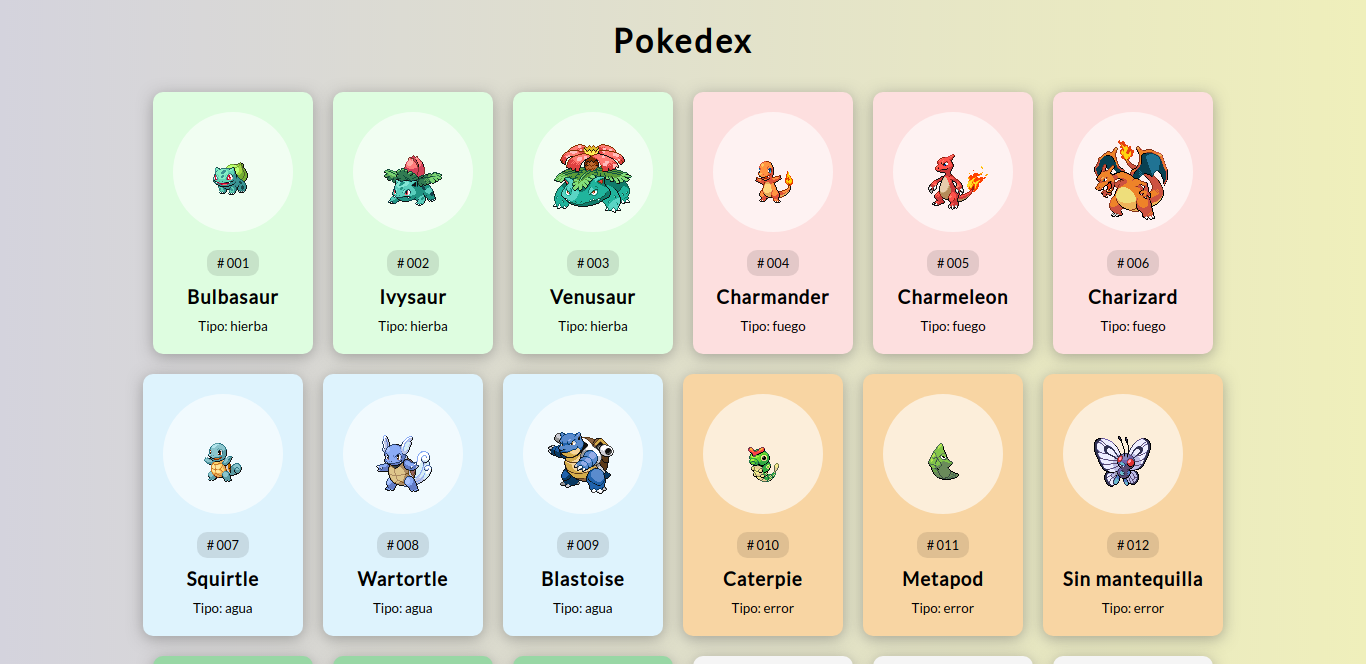 Pokedex
#001
Bulbasaur
Tipo: hierba
#002
Ivysaur
Tipo: hierba
#003
Venusaur
Tipo: hierba
#004
Charmander
Tipo: fuego
#005
Charmeleon
Tipo: fuego
#006
Charizard
Tipo: fuego
#007
Squirtle
Tipo: agua
#008
Wartortle
Tipo: agua
#009
Blastoise
Tipo: agua
#010
Caterpie
Tipo: error
#011
Metapod
Tipo: error
#012
Sin mantequilla
Tipo: error